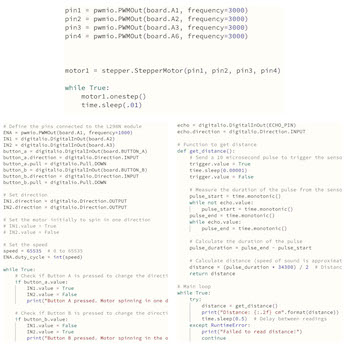 pin1 = pwmio.PWMOut(board.A1, frequency=3000)
pin2 = pwmio.PWMOut(board.A2, frequency=3000)
pin3 = pwmio.PWMOut(board.A3, frequency=3000)
pin4 = pwmio.PWMOut(board.A6, frequency=3000)
motor1 = stepper.StepperMotor(pin1, pin2, pin3, pin4)
while True:
motor1.onestep()
time.sleep(.01)
# Define the pins connected to the L298N module
ENA = pwmio.PWMOut(board.A1, frequency=1000)
IN1 = digitalio.DigitalInOut(board.A2)
IN2 = digitalio.DigitalInOut(board.A3)
button_a = digitalio.DigitalInOut(board.BUTTON_A)
button_a.direction = digitalio.Direction.INPUT
button_a.pull = digitalio.Pull.DOWN
button_b = digitalio.DigitalInOut(board.BUTTON_B)
button_b.direction = digitalio.Direction.INPUT
button_b.pull = digitalio.Pull.DOWN
# Set direction
IN1.direction = digitalio.Direction.OUTPUT
IN2.direction = digitalio.Direction.OUTPUT
# Set the motor initially to spin in one direction
# IN1.value = True
# IN2.value = False
# Set the speed
speed = 65535 # 0 to 65535
ENA.duty_cycle = int(speed)
while True:
# Check if Button A is pressed to change the directi
if button_a.value:
IN1.value = True
IN2.value = False
print("Button A pressed. Motor spinning in one d
# Check if Button B is pressed to change the directi
if button_b.value:
IN1.value = False
IN2.value = True
print("Button B pressed. Motor spinning in the o
echo = digitalio.DigitalInOut(ECHO_PIN)
echo.direction = digitalio.Direction.INPUT
# Function to get distance
def get_distance():
# Send a 10 microsecond pulse to trigger the senso
trigger.value = True
time.sleep(0.00001)
trigger.value = False
# Measure the duration of the pulse from the senso
pulse_start = time.monotonic()
while not echo.value:
pulse_start = time.monotonic()
pulse_end = time.monotonic()
while echo.value:
pulse_end = time.monotonic()
# Calculate the duration of the pulse
pulse_duration = pulse_end - pulse_start
# Calculate distance (speed of sound is approximat
distance = (pulse_duration * 34300) / 2 # Distanc
return distance
# Main loop
while True:
try:
distance = get_distance()
print("Distance: {:.2f} cm".format(distance))
time.sleep(0.5) # Delay between readings
except RuntimeError:
print("Failed to read distance:")
continue